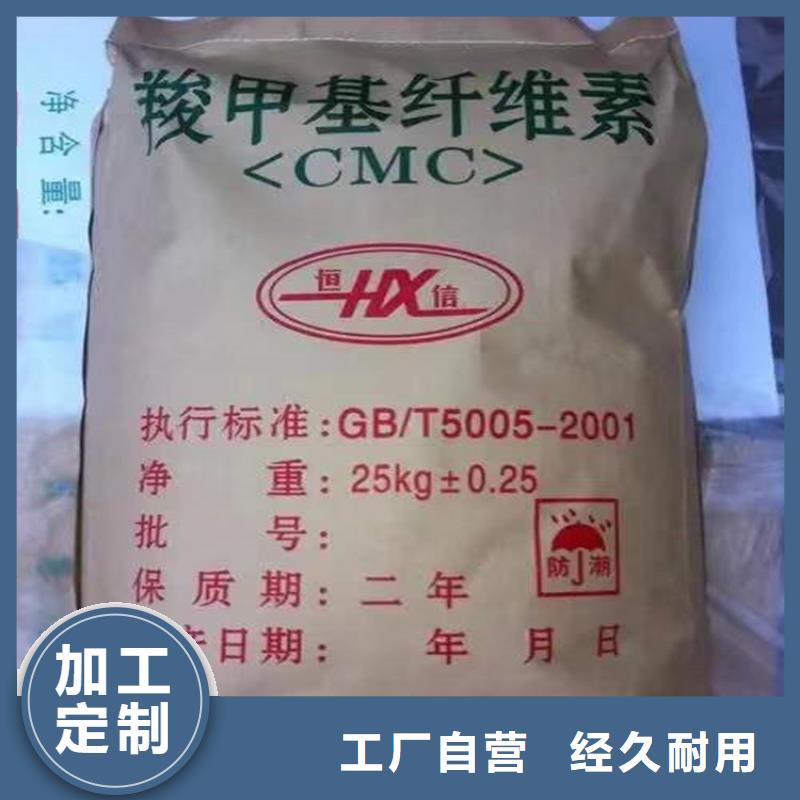 净含量:
羧甲基纤维素
<CMC>
恒HX信
执行标准:GB/T5005-2001
净 重:25kg±0.25
批 号:
防潮
保质期:二年
日期: 年 月 日
加工
定制
工厂自营 经久耐用